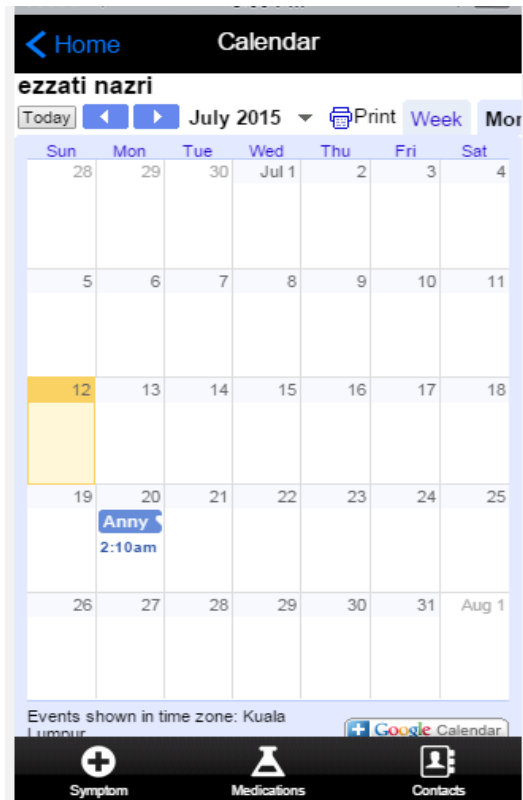 Home Calendar
ezzati nazri
Today July 2015 Print Week Mor
Sun Mon Tue Wed Thu Fri Sat
28 29 30 Jul 1 2 3 4
5 6 7 8 9 10 11
12 13 14 15 16 17 18
19 20 21 22 23 24 25
Anny
2:10am
26 27 28 29 30 31 Aug 1
Events shown in time zone: Kuala
Lumpur
Google Calendar
Symptom Medications Contacts